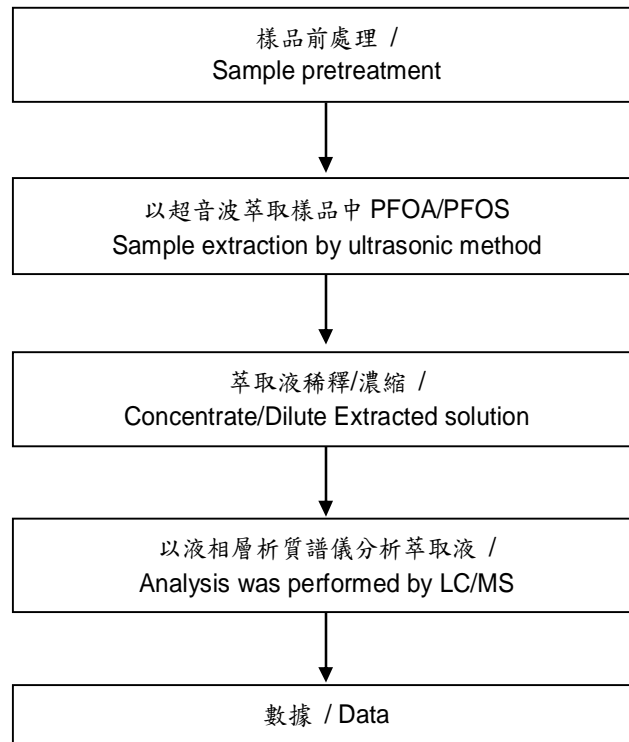 樣品前處理 /
Sample pretreatment
以超音波萃取樣品中 PFOA/PFOS
Sample extraction by ultrasonic method
萃取液稀釋/濃縮 /
Concentrate/Dilute Extracted solution
以液相層析質譜儀分析萃取液 /
Analysis was performed by LC/MS
數據 / Data